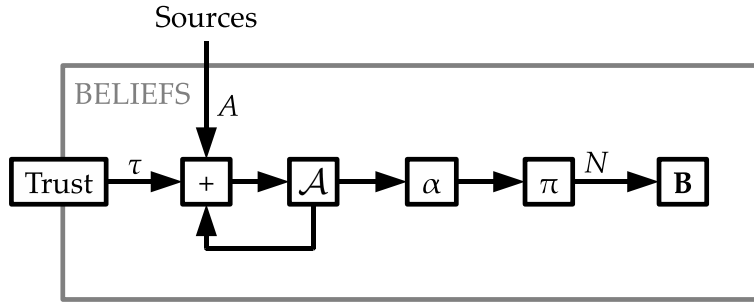 Sources
BELIEFS
A
Trust
τ
+
𝒜
α
π
N
B